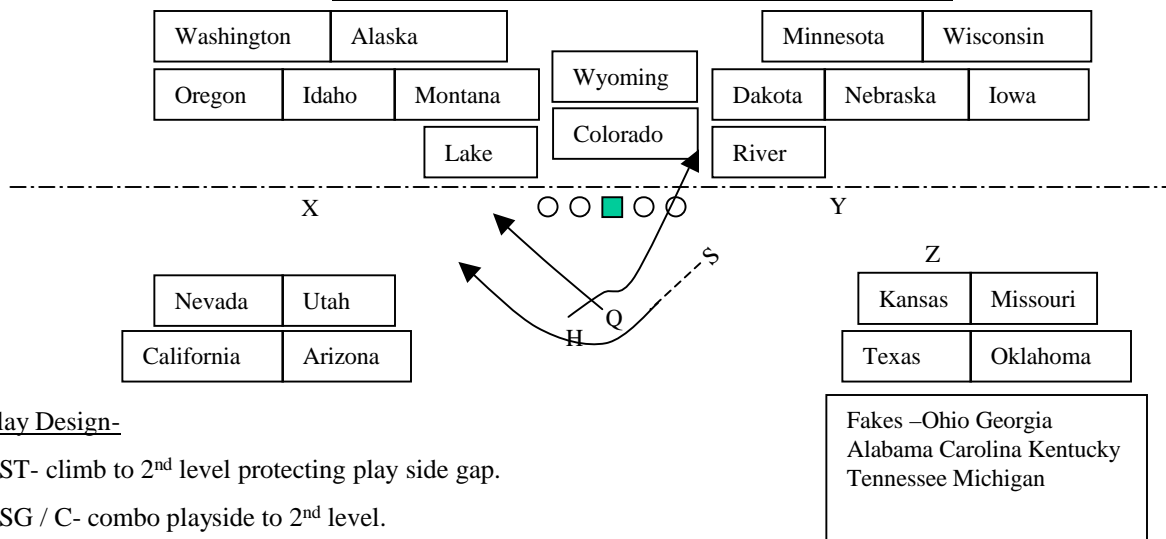 Washington Alaska Minnesota Wisconsin
Wyoming
Oregon Idaho Montana Dakota Nebraska Iowa
Colorado
Lake River
X Y
S Z
Nevada Utah Kansas Missouri
Q
H
California Arizona Texas Oklahoma
lay Design-
Fakes –Ohio Georgia
Alabama Carolina Kentucky
Tennessee Michigan
ST- climb to 2nd level protecting play side gap.
SG / C- combo playside to 2nd level.